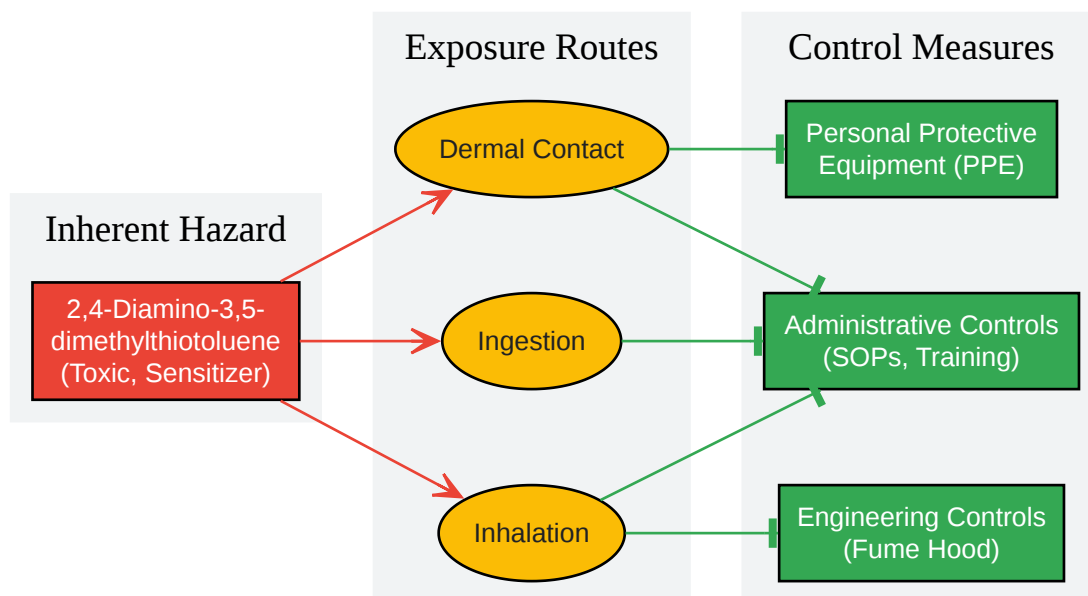 Exposure Routes
Control Measures
Dermal Contact
Personal Protective
Equipment (PPE)
Inherent Hazard
2,4-Diamino-3,5-
dimethylthiotoluene
(Toxic, Sensitizer)
Ingestion
Administrative Controls
(SOPs, Training)
Inhalation
Engineering Controls
(Fume Hood)